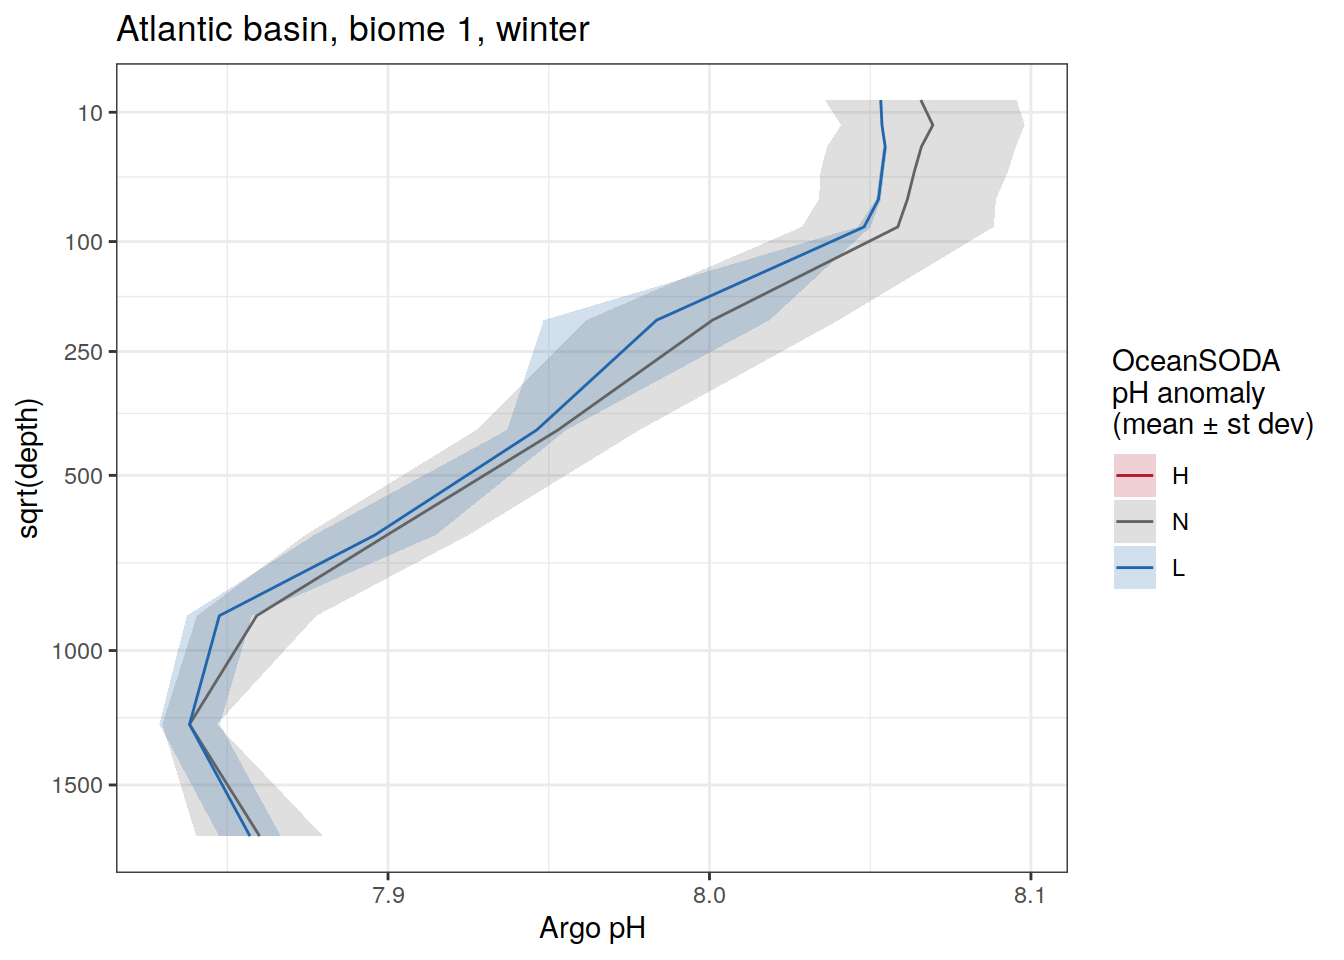 Atlantic basin, biome 1, winter
10
100
250
500
1000
1500
sqrt(depth)
7.9
8.0
8.1
Argo pH
OceanSODA
pH anomaly
(mean ± st dev)
H
N
L